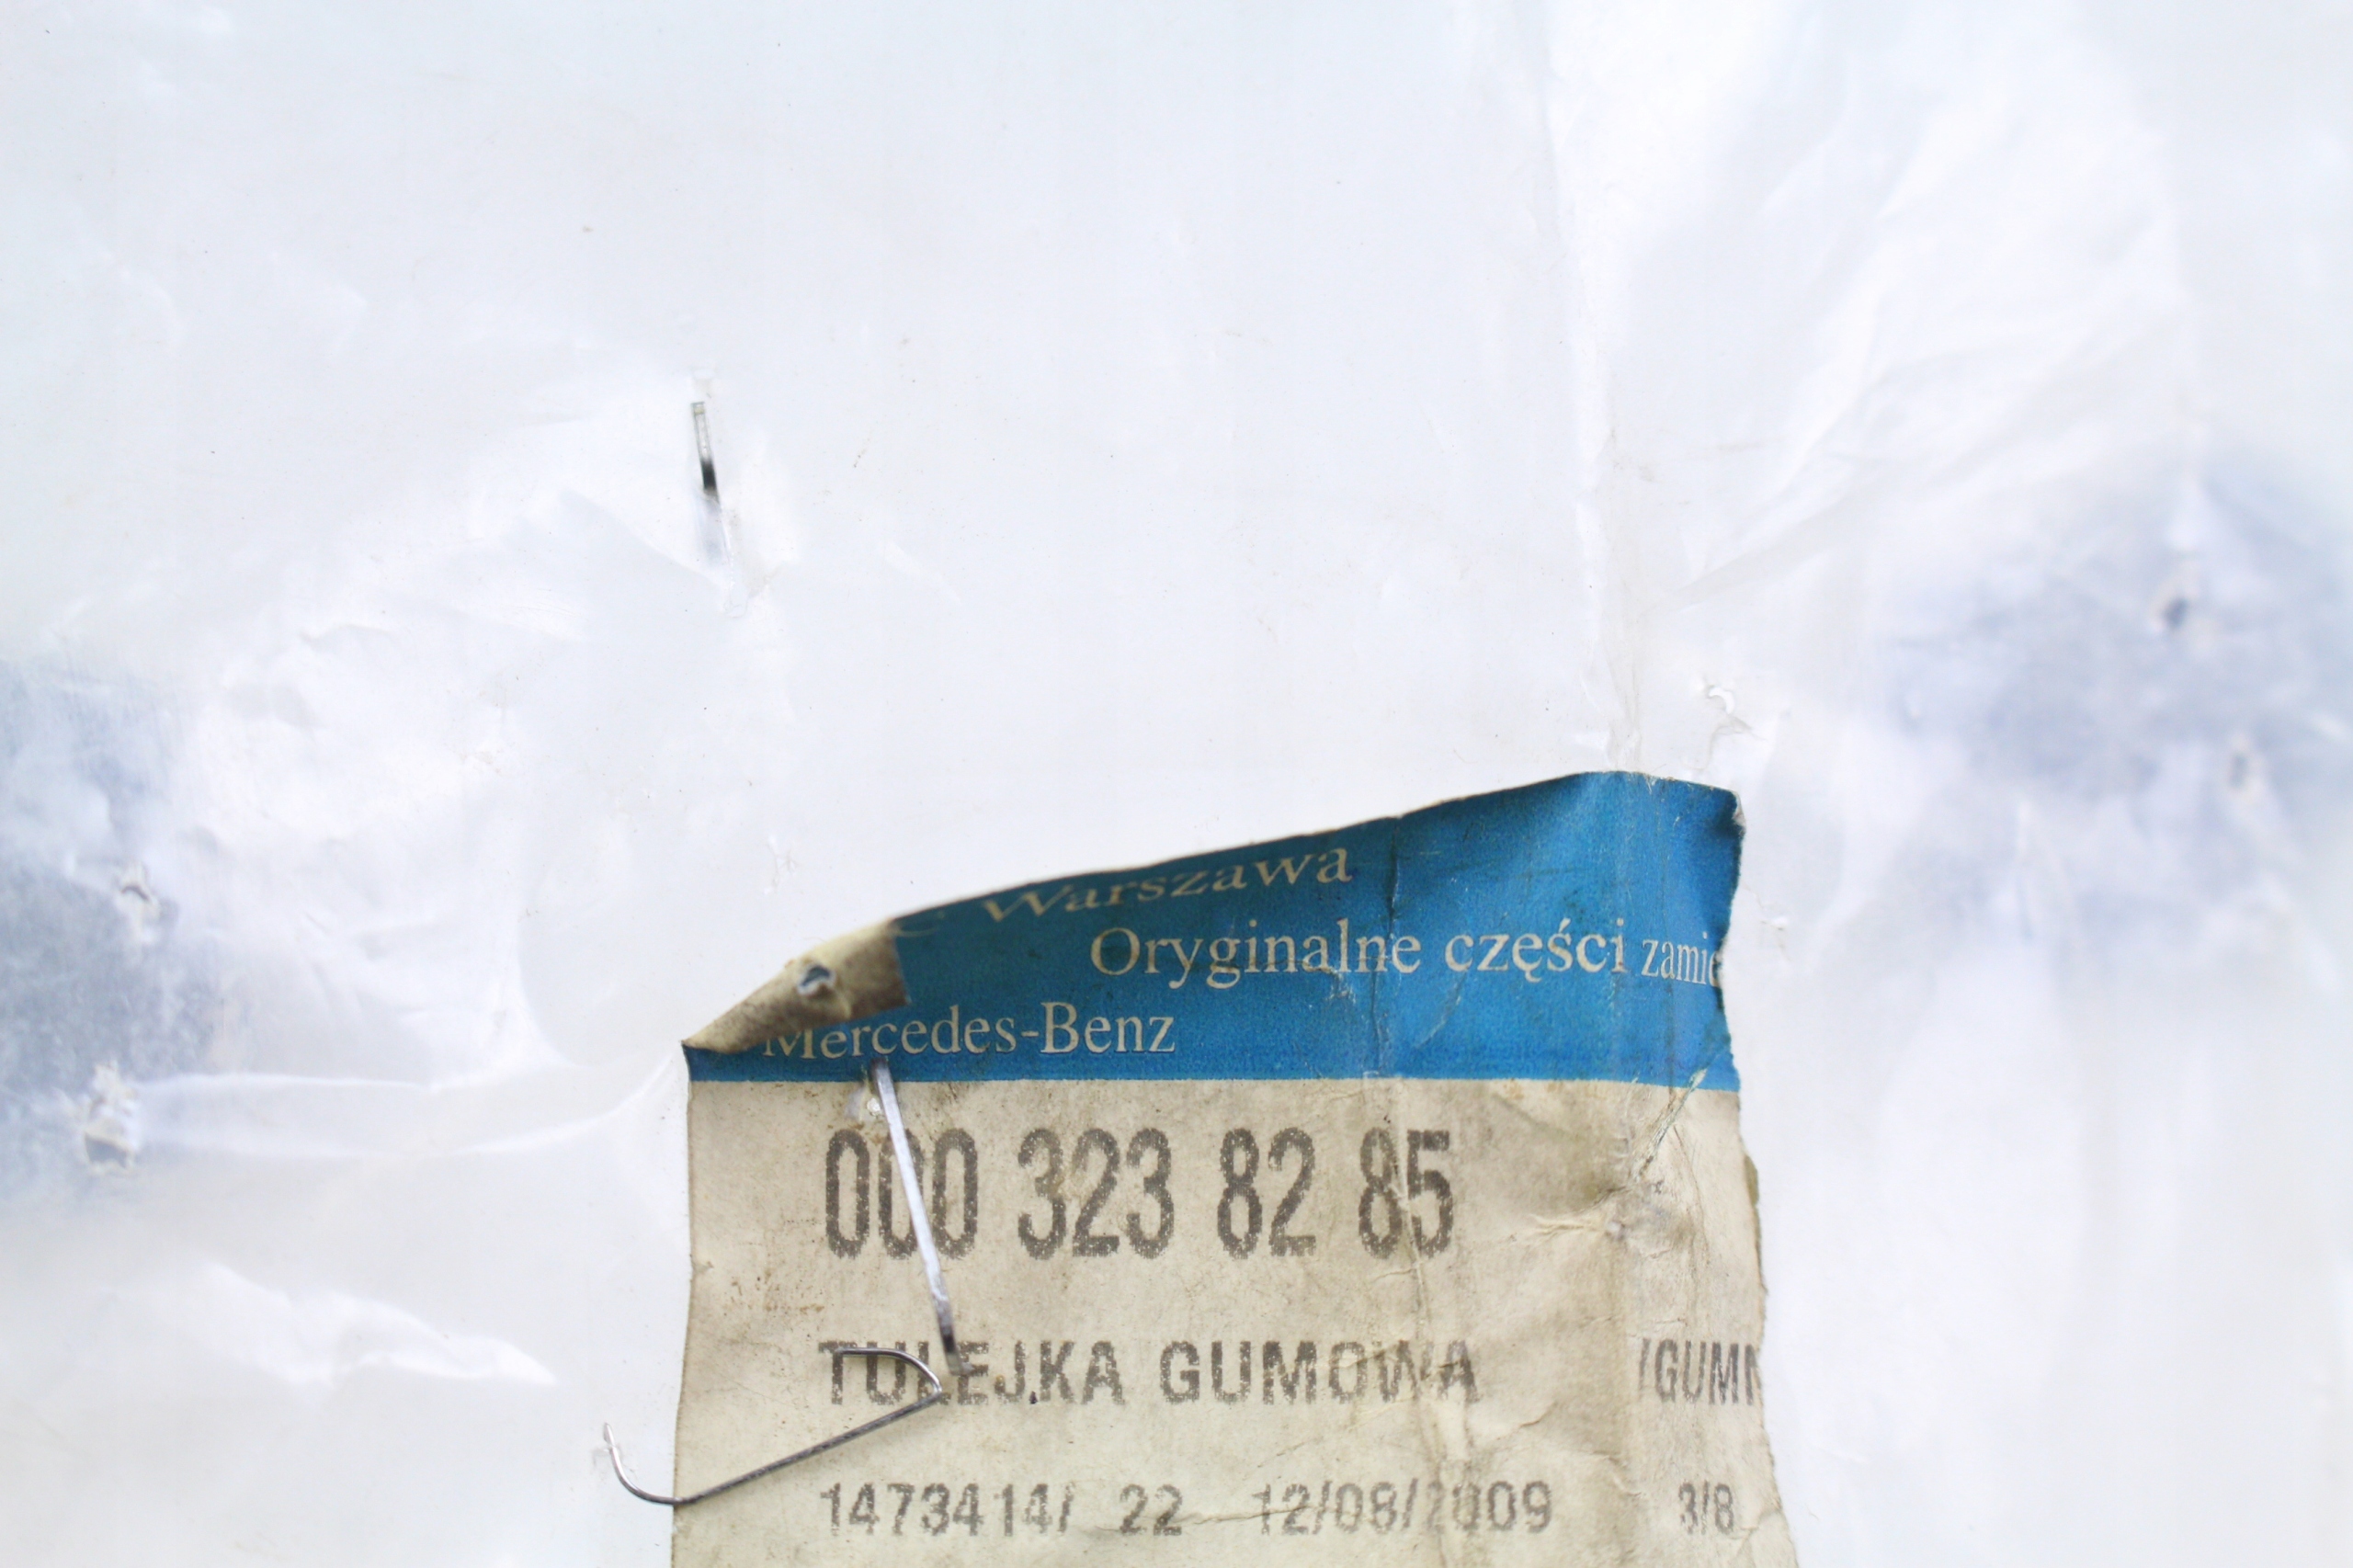 Warszawa
Oryginalne części
Mercedes-Benz
000 323 82 85
TULEJKA GUMOWA
1473414/ 22 12/08/2009 3/8